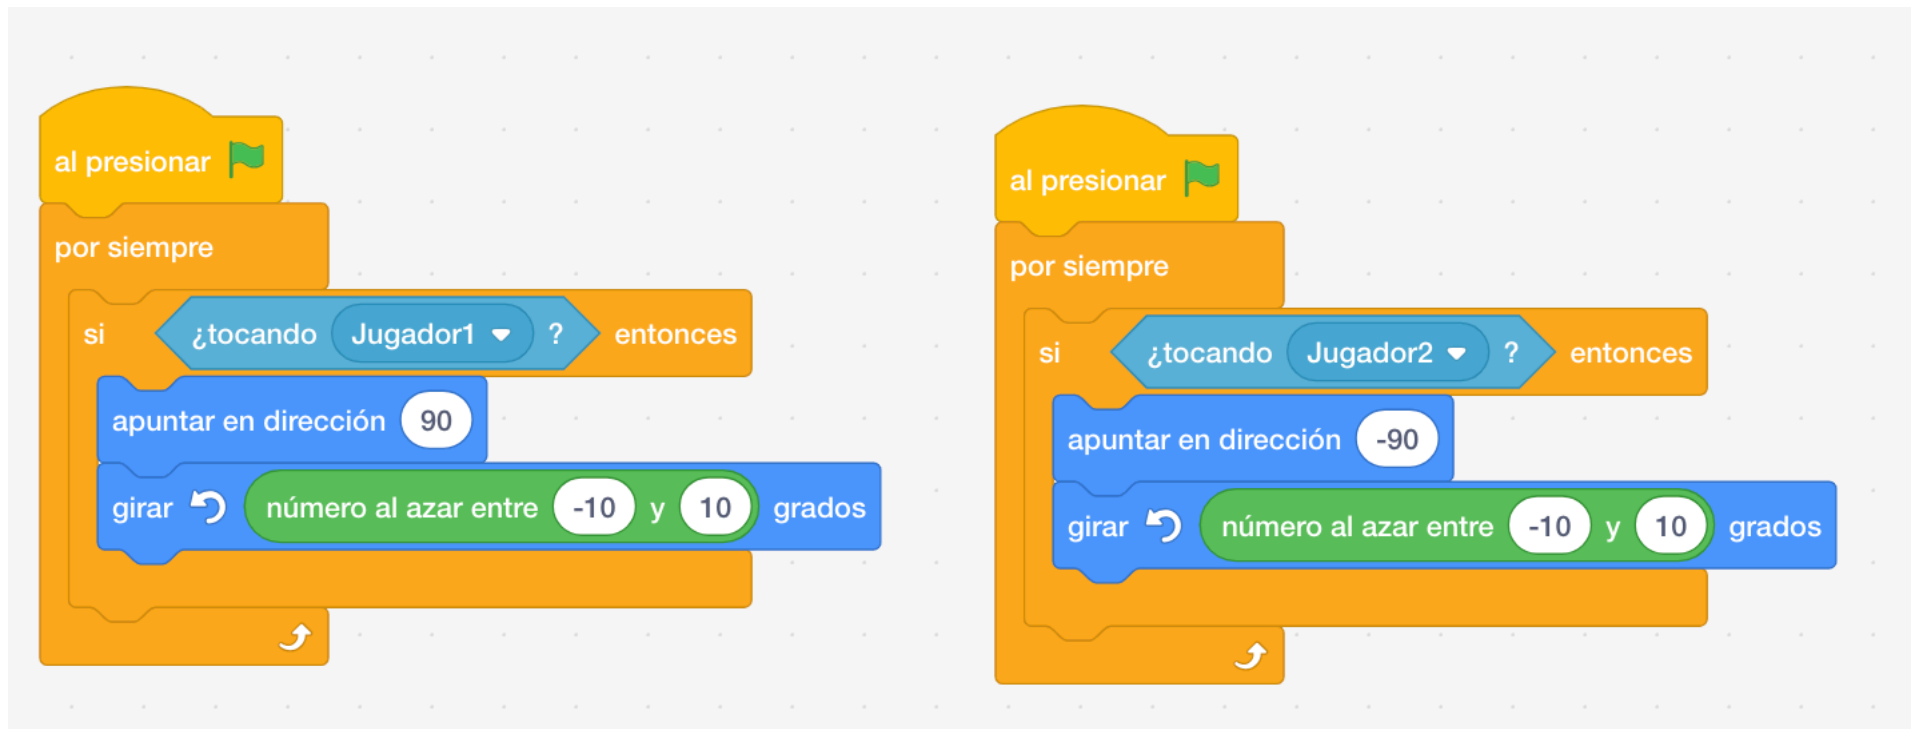 al presionar
por siempre
si ¿tocando Jugador1 ? entonces
apuntar en dirección 90
girar número al azar entre -10 y 10 grados
al presionar
por siempre
si ¿tocando Jugador2 ? entonces
apuntar en dirección -90
girar número al azar entre -10 y 10 grados